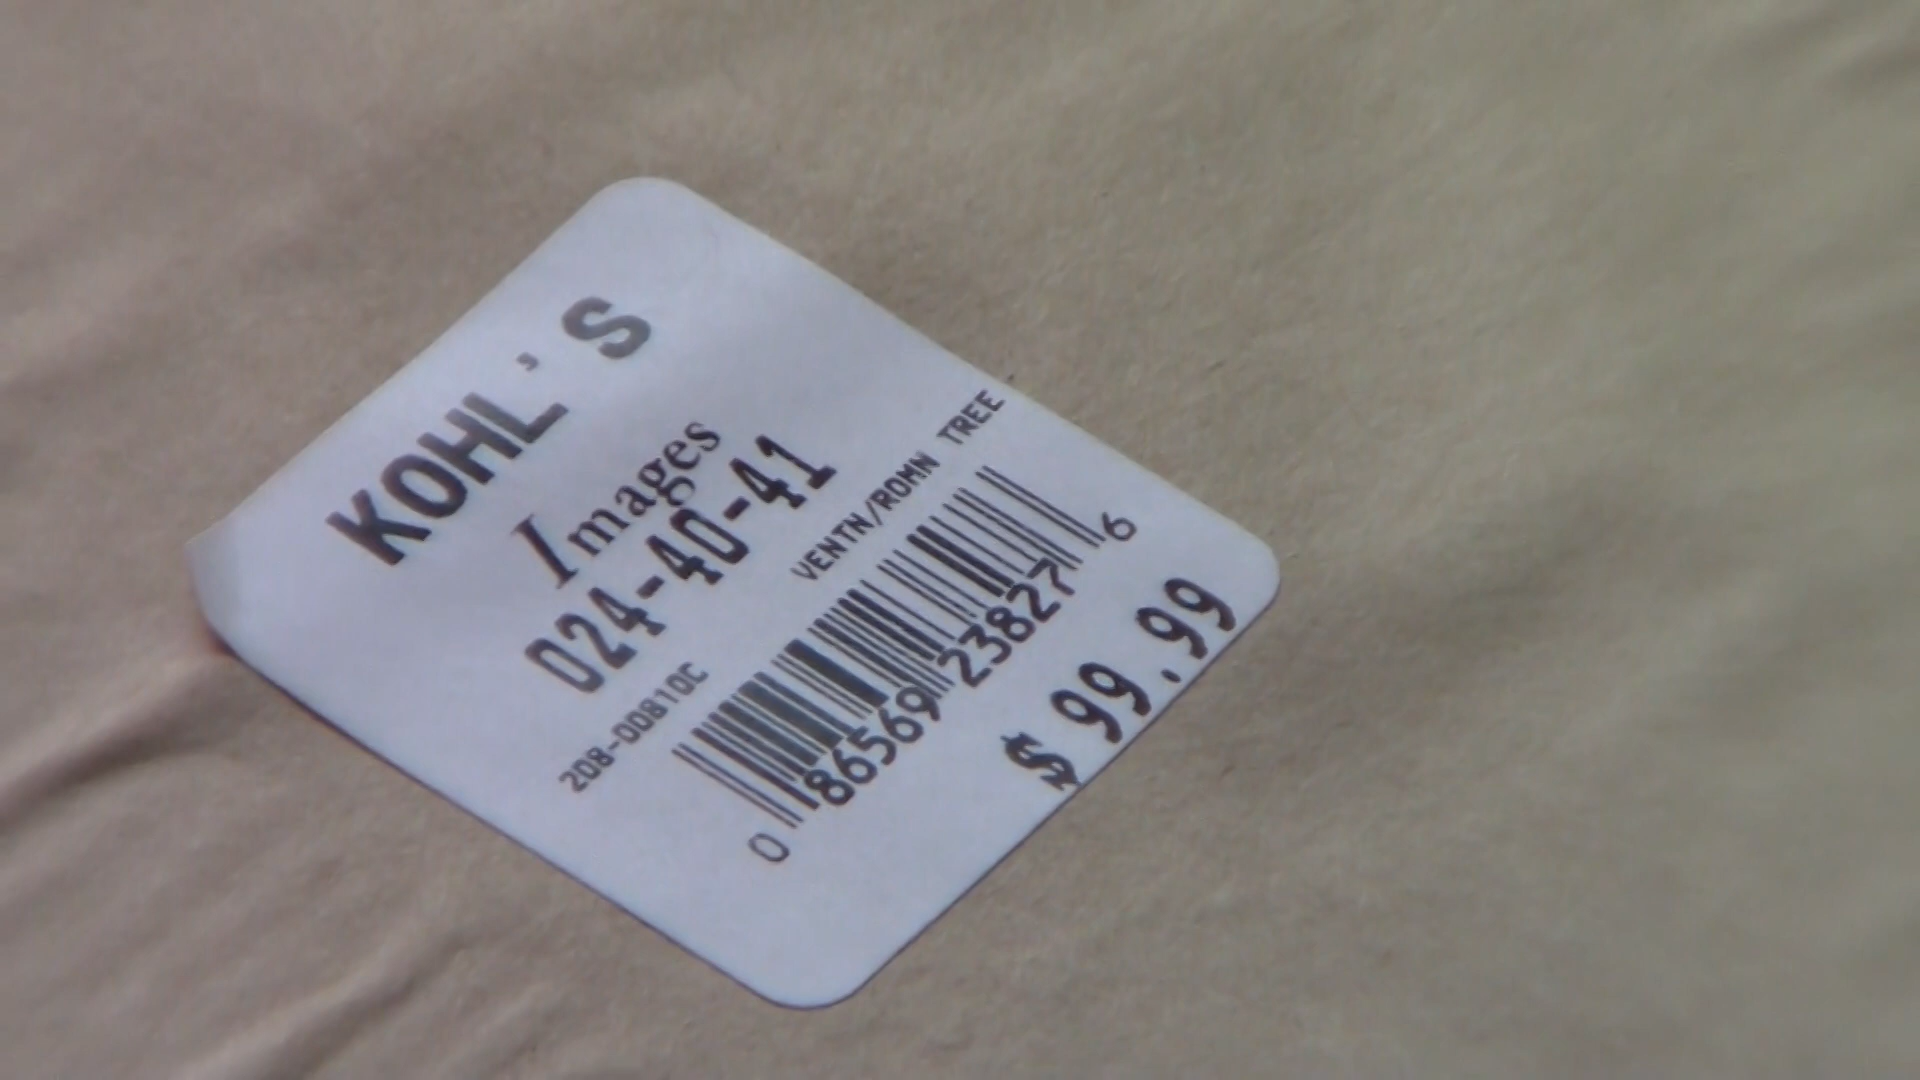 KOHL'S
Images
024-40-41
208-00810C VENTN/ROMN TREE
0 86569 23827 6
$ 99.99